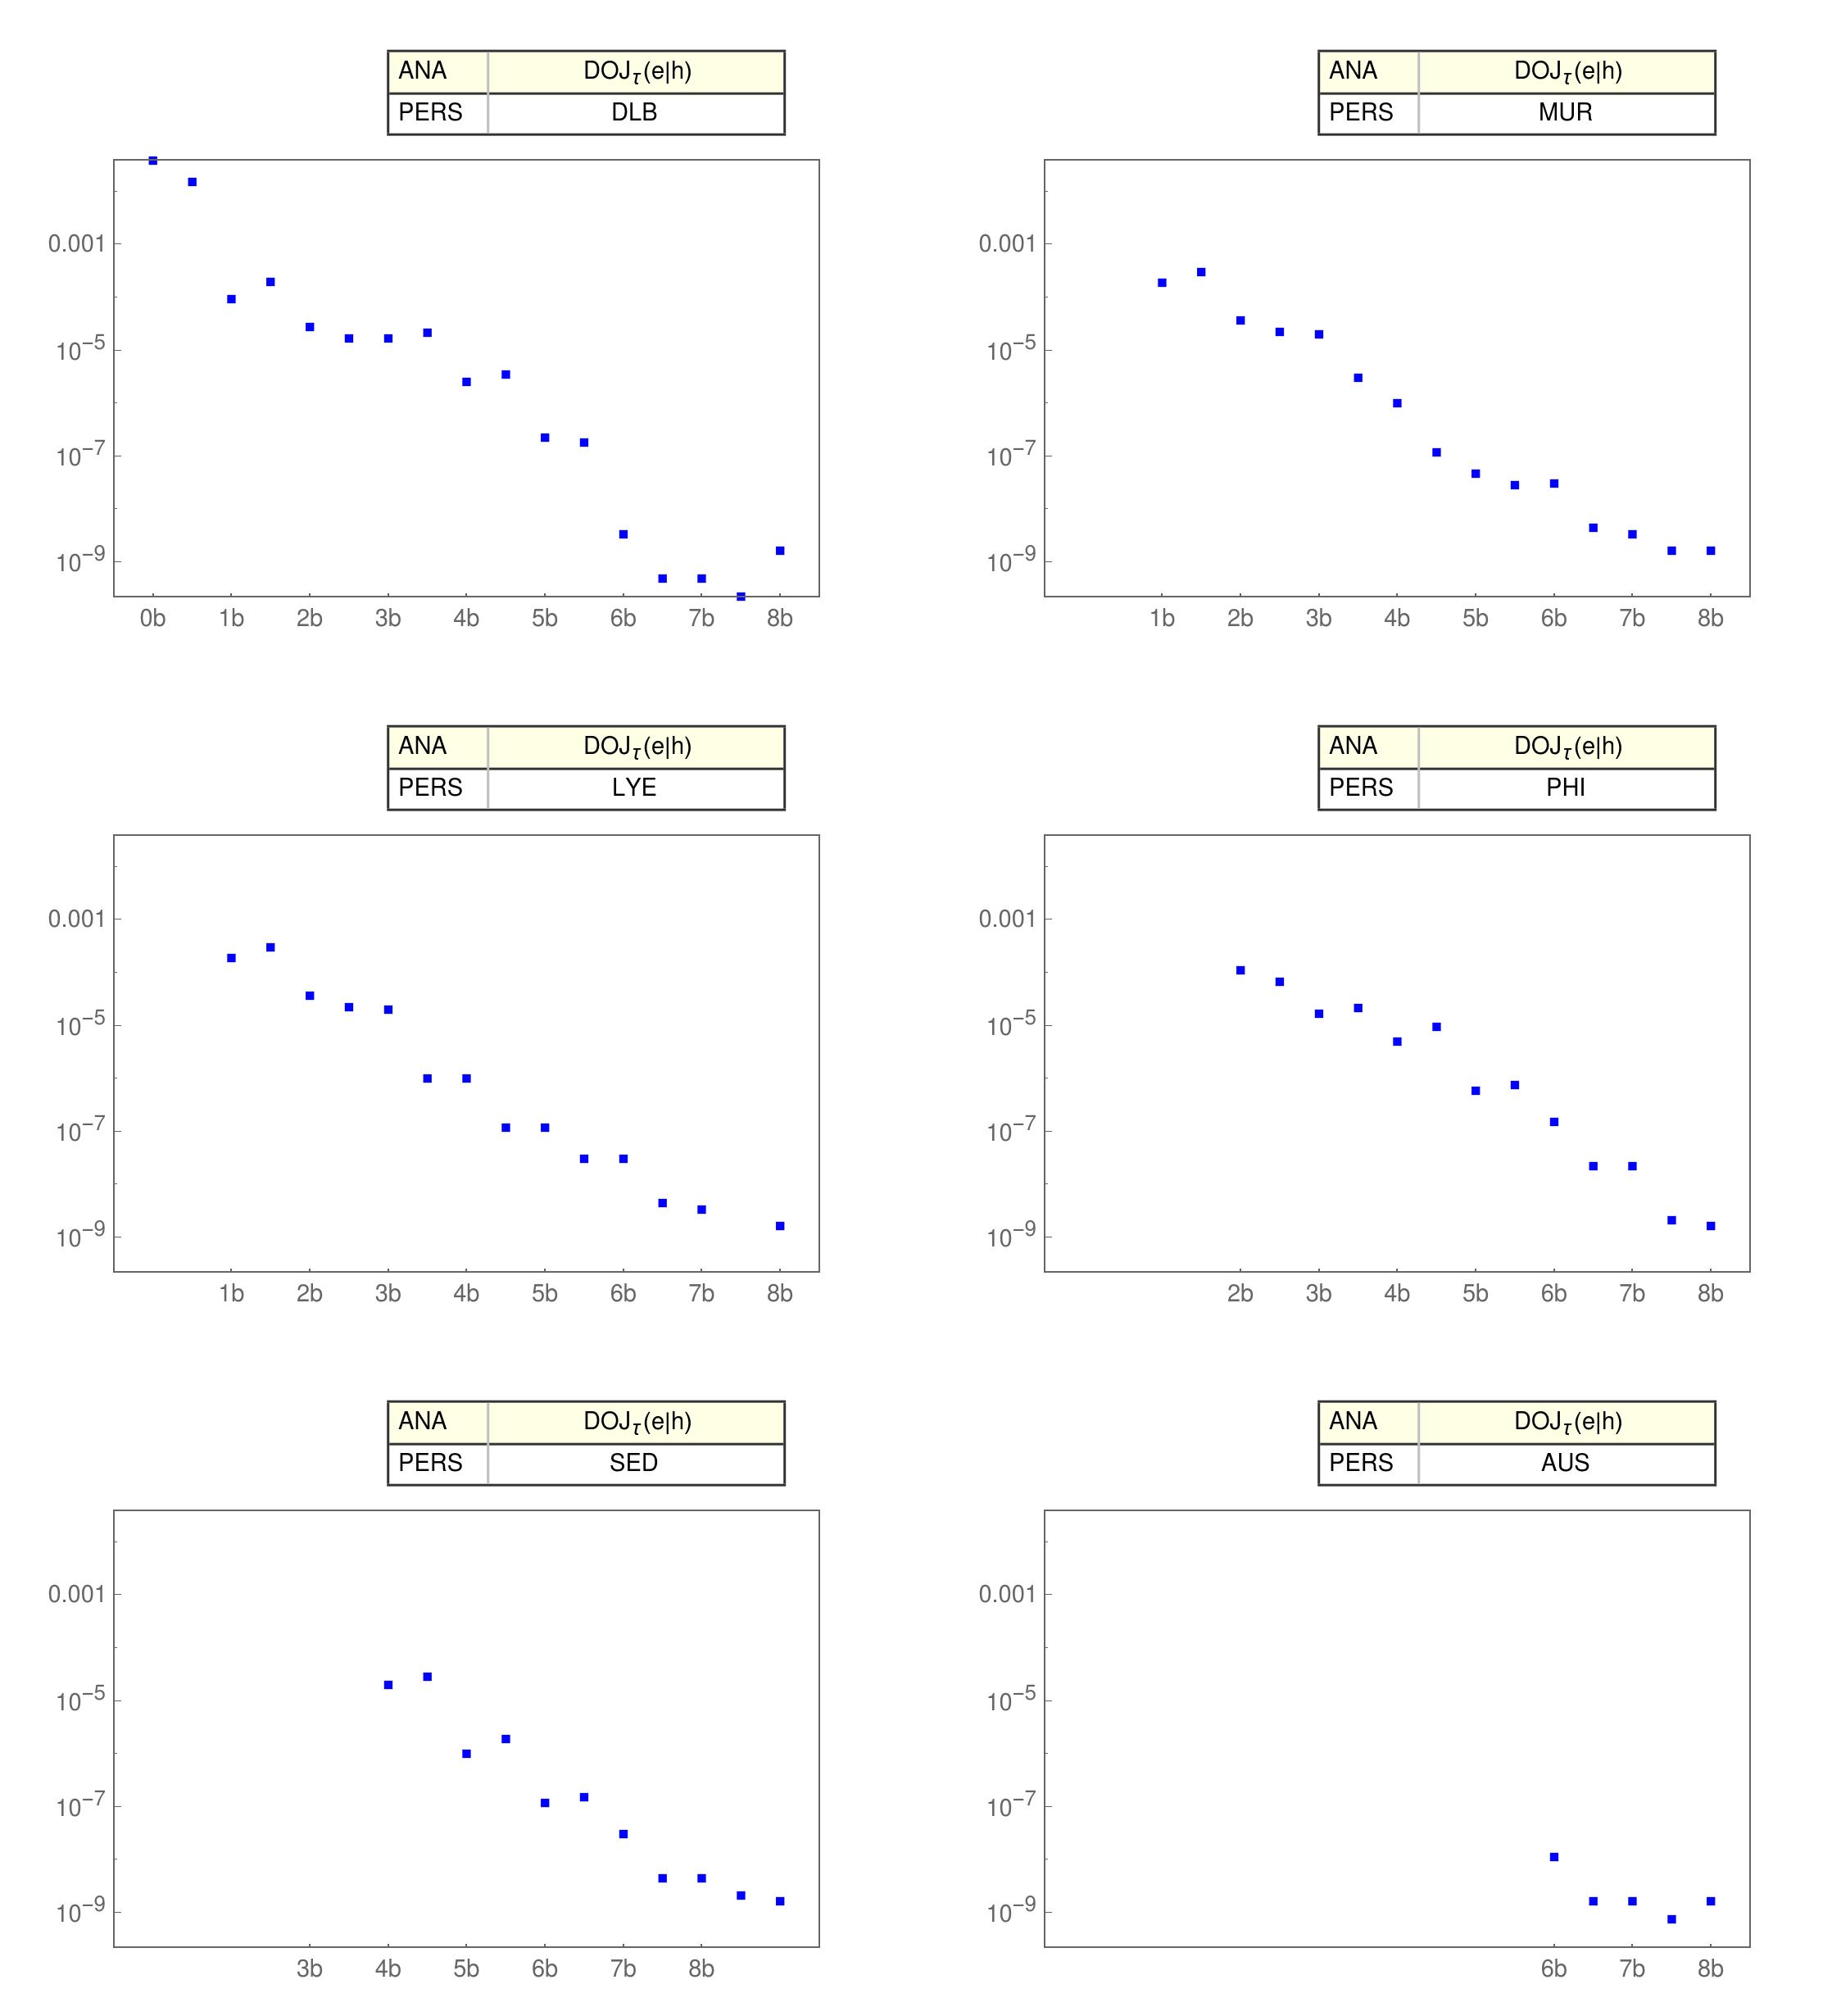 ANA DOJτ(e|h)
PERS DLB
0.001
10−5
10−7
10−9
0b 1b 2b 3b 4b 5b 6b 7b 8b
ANA DOJτ(e|h)
PERS MUR
0.001
10−5
10−7
10−9
1b 2b 3b 4b 5b 6b 7b 8b
ANA DOJτ(e|h)
PERS LYE
0.001
10−5
10−7
10−9
1b 2b 3b 4b 5b 6b 7b 8b
ANA DOJτ(e|h)
PERS PHI
0.001
10−5
10−7
10−9
2b 3b 4b 5b 6b 7b 8b
ANA DOJτ(e|h)
PERS SED
0.001
10−5
10−7
10−9
3b 4b 5b 6b 7b 8b
ANA DOJτ(e|h)
PERS AUS
0.001
10−5
10−7
10−9
6b 7b 8b